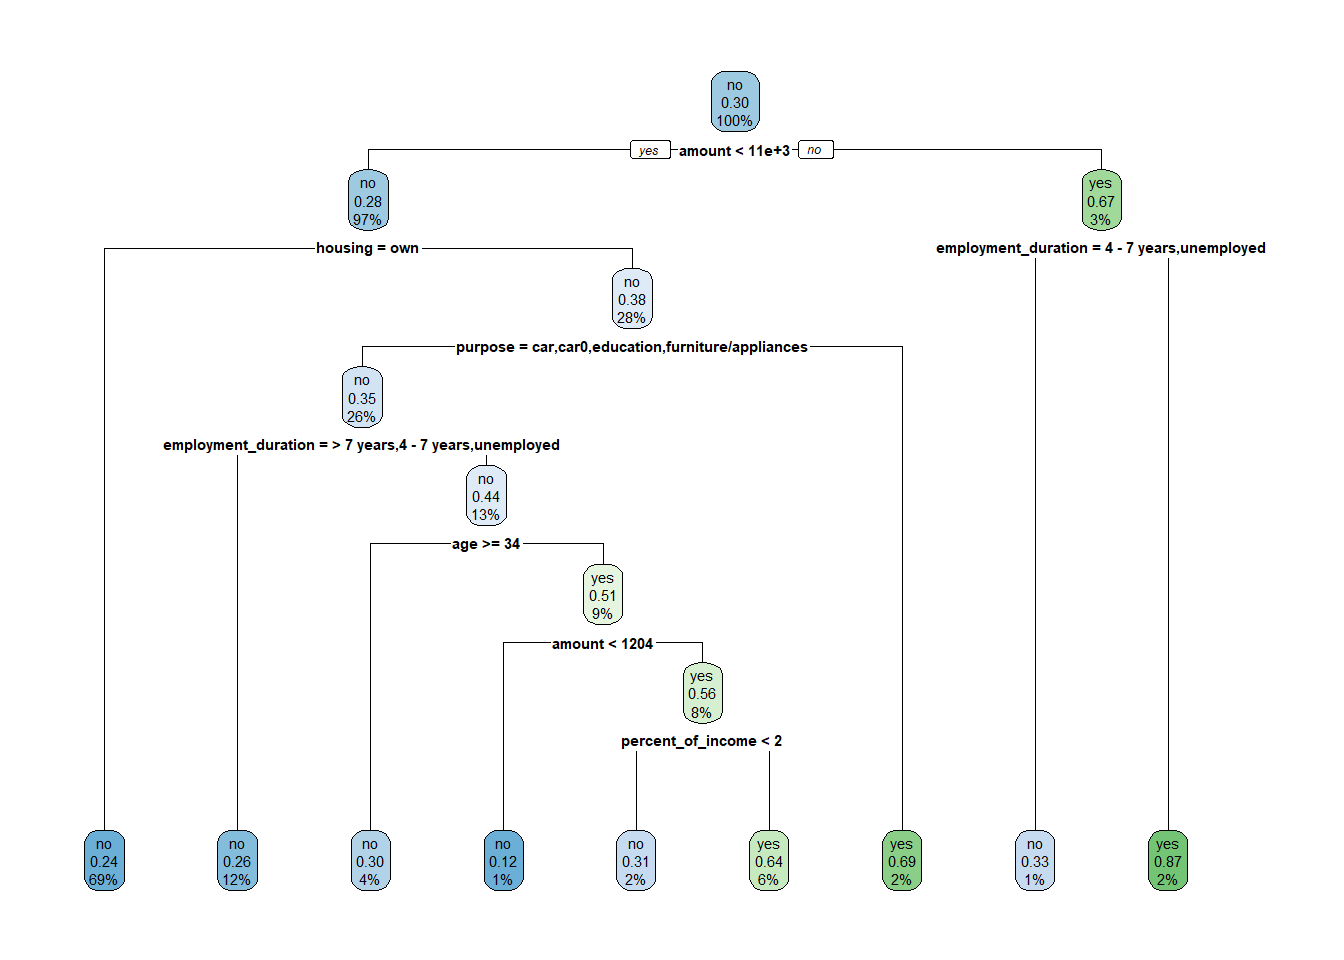 no
0.30
100%
yes amount < 11e+3 no
no
0.28
97%
yes
0.67
3%
housing = own
employment_duration = 4 - 7 years,unemployed
no
0.38
28%
purpose = car,car0,education,furniture/appliances
no
0.35
26%
employment_duration = > 7 years,4 - 7 years,unemployed
no
0.44
13%
age >= 34
yes
0.51
9%
amount < 1204
yes
0.56
8%
percent_of_income < 2
no
0.24
69%
no
0.26
12%
no
0.30
4%
no
0.12
1%
no
0.31
2%
yes
0.64
6%
yes
0.69
2%
no
0.33
1%
yes
0.87
2%